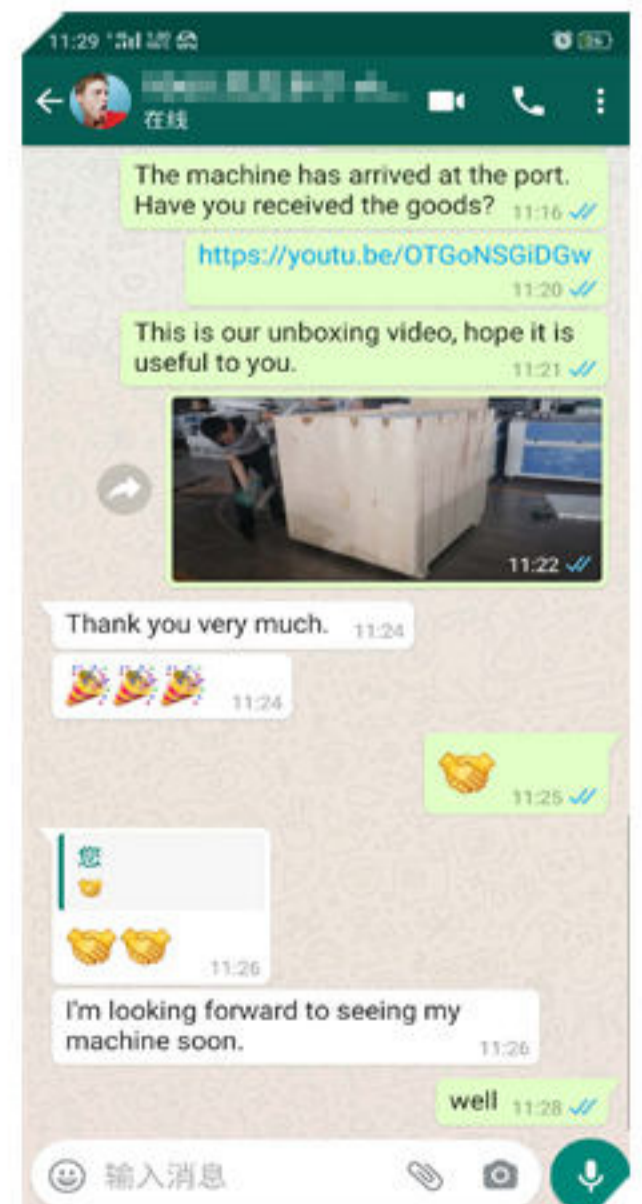 11:29
在线
The machine has arrived at the port.
Have you received the goods? 11:16
https://youtu.be/OTGoNSGiDGw
11:20
This is our unboxing video, hope it is
useful to you. 11:21
11:22
Thank you very much. 11:24
11:24
11:25
您
11:26
I'm looking forward to seeing my
machine soon. 11:26
well 11:28
输入消息